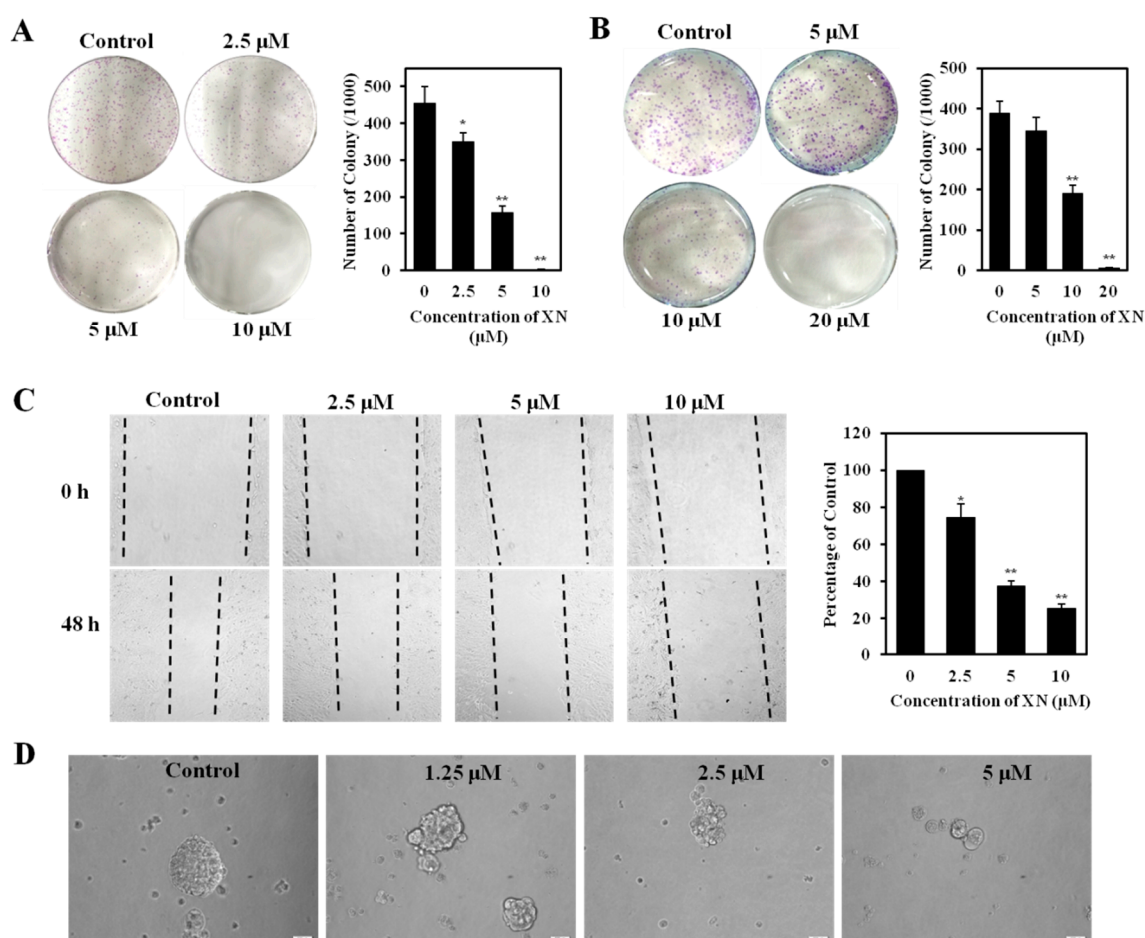 A
Control
2.5 µM
5 µM
10 µM
Number of Colony (/1000)
500
400
300
200
100
0
*
**
**
0 2.5 5 10
Concentration of XN
(µM)
B
Control
5 µM
10 µM
20 µM
Number of Colony (/1000)
500
400
300
200
100
0
**
**
0 5 10 20
Concentration of XN
(µM)
C
Control
2.5 µM
5 µM
10 µM
0 h
48 h
Percentage of Control
120
100
80
60
40
20
0
*
**
**
0 2.5 5 10
Concentration of XN (µM)
D
Control
1.25 µM
2.5 µM
5 µM